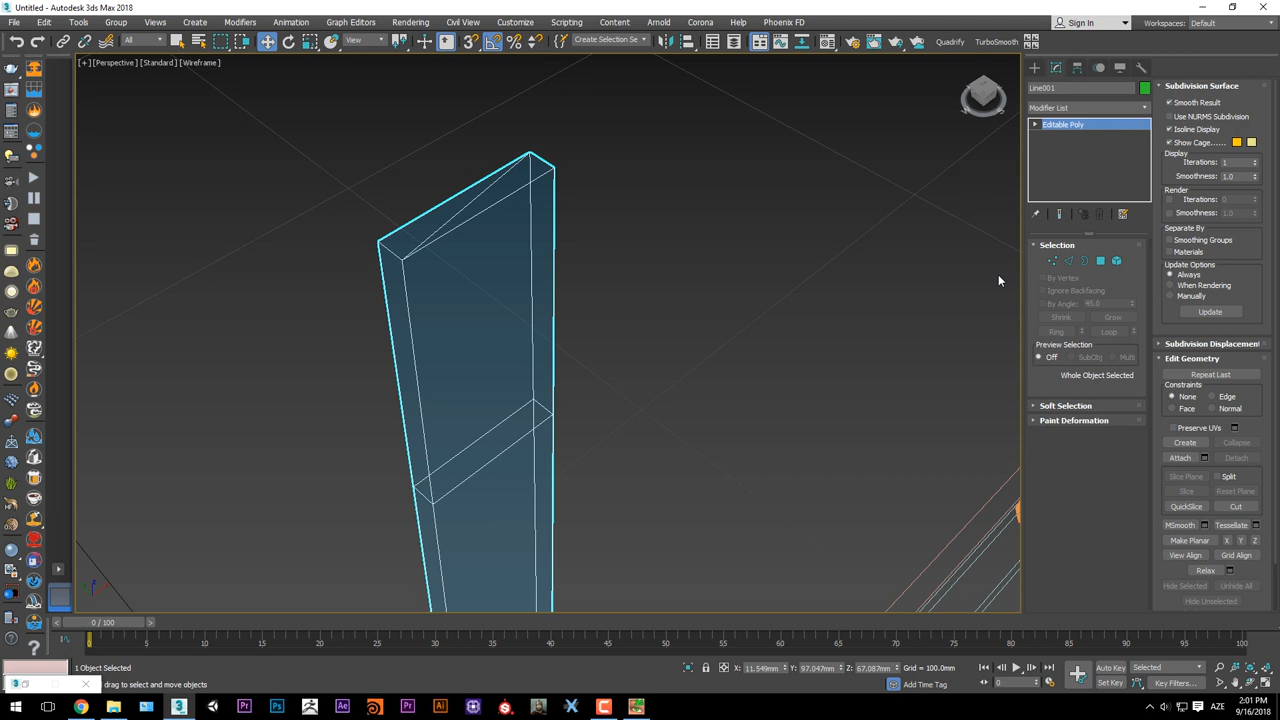 Untitled - Autodesk 3ds Max 2018
File Edit Tools Group Views Create Modifiers Animation Graph Editors Rendering Civil View Customize Scripting Content Arnold Corona Help Phoenix FD Sign In Workspaces: Default
All View Create Selection Se Quadrify TurboSmooth
[+] [Perspective] [Standard] [Wireframe]
Line001
Modifier List
Editable Poly
Selection
By Vertex
Ignore Backfacing
By Angle: 45.0
Shrink Grow
Ring Loop
Preview Selection
Off SubObj Multi
Whole Object Selected
Soft Selection
Paint Deformation
Subdivision Surface
Smooth Result
Use NURMS Subdivision
Isoline Display
Show Cage......
Display
Iterations: 1
Smoothness: 1.0
Render
Iterations: 0
Smoothness: 1.0
Separate By
Smoothing Groups
Materials
Update Options
Always
When Rendering
Manually
Update
Subdivision Displacement
Edit Geometry
Repeat Last
Constraints
None Edge
Face Normal
Preserve UVs
Create Collapse
Attach Detach
Slice Plane Split
Slice Reset Plane
QuickSlice Cut
MSmooth Tessellate
Make Planar X Y Z
View Align Grid Align
Relax
Hide Selected Unhide All
Hide Unselected
0 / 100
0 5 10 15 20 25 30 35 40 45 50 55 60 65 70 75 80 85 90 95 100
1 Object Selected X: 11.549mm Y: 97.047mm Z: 67.087mm Grid = 100.0mm Auto Key Selected
drag to select and move objects Add Time Tag 0 Set Key Key Filters...
AZE 2:01 PM
9/16/2018